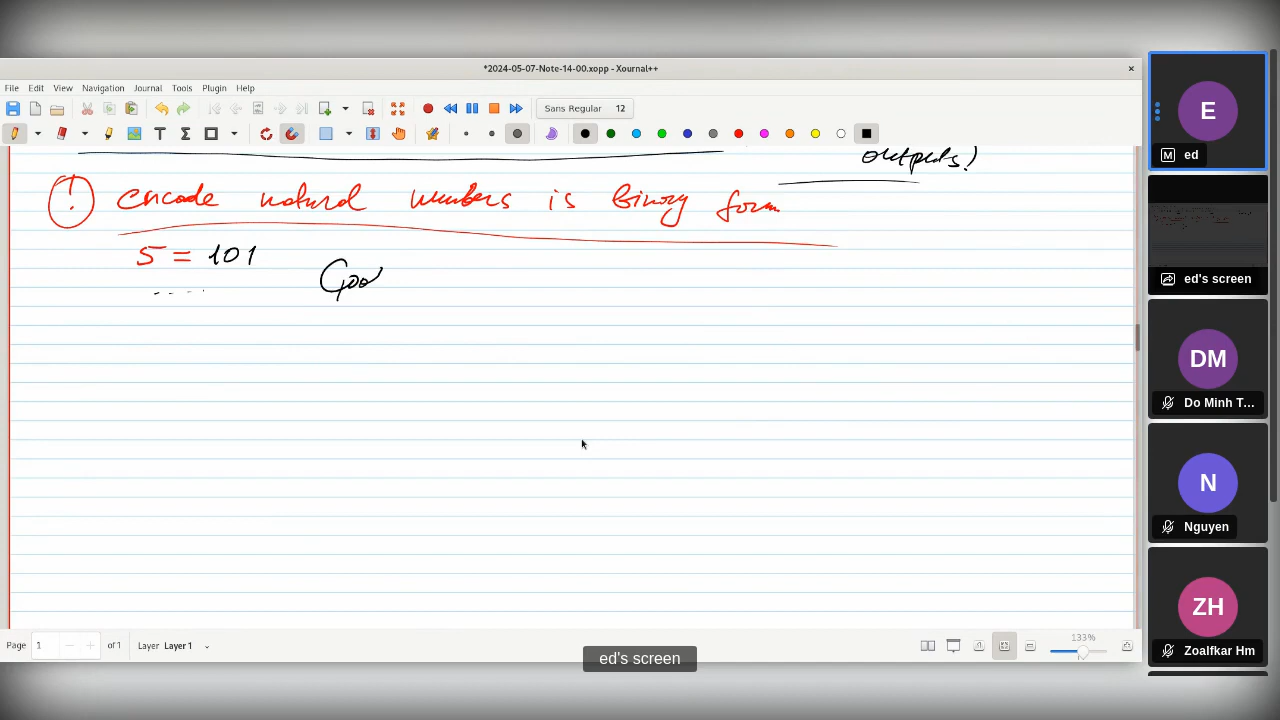 *2024-05-07-Note-14-00.xopp - Xournal++
File Edit View Navigation Journal Tools Plugin Help
Sans Regular 12
outputs!
! encode natural numbers is binary form
5 = 101
Goo
Page 1 of 1 Layer Layer 1
133%
ed's screen
E
ed
ed's screen
DM
Do Minh T...
N
Nguyen
ZH
Zoalfkar Hm